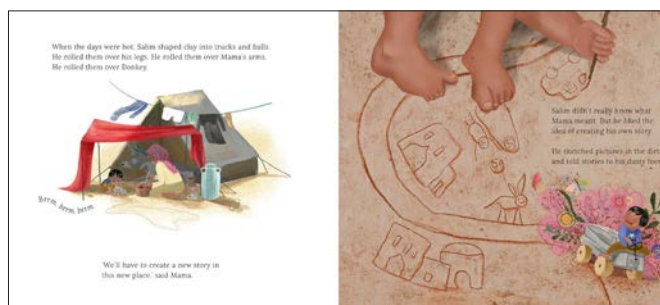 When the days were hot, Salim shaped clay into trucks and balls.
He rolled them over his legs. He rolled them over Mama's arms.
He rolled them over Donkey.
Brrm, brrm, brrm.
'We'll have to create a new story in
this new place,' said Mama.
Salim didn't really know what
Mama meant. But he liked the
idea of creating his own story.
He sketched pictures in the dirt
and told stories to his dusty